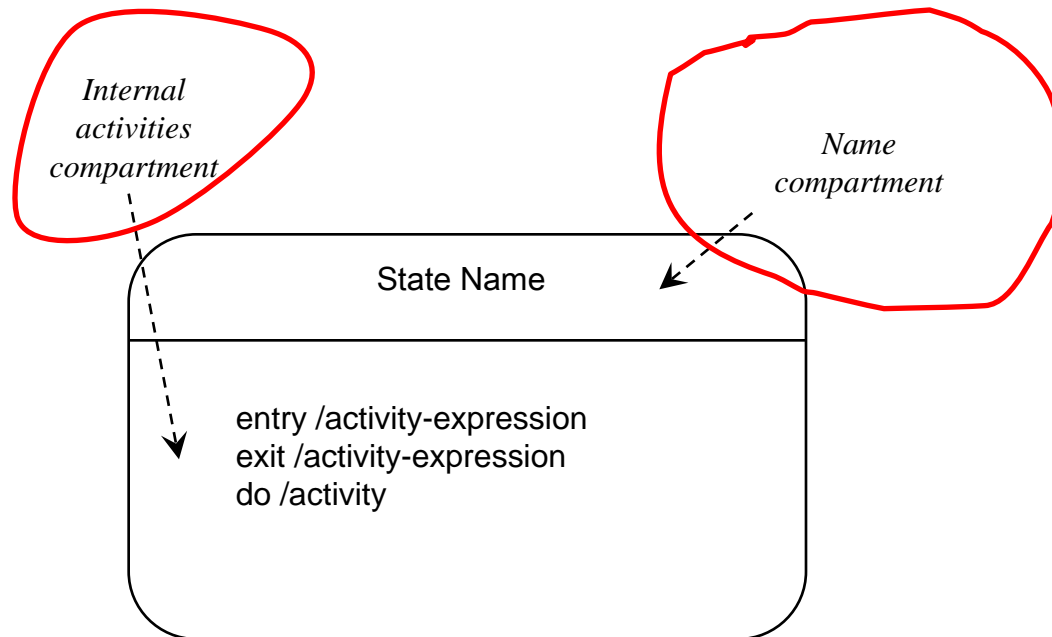 Internal
activities
compartment
Name
compartment
State Name
entry /activity-expression
exit /activity-expression
do /activity